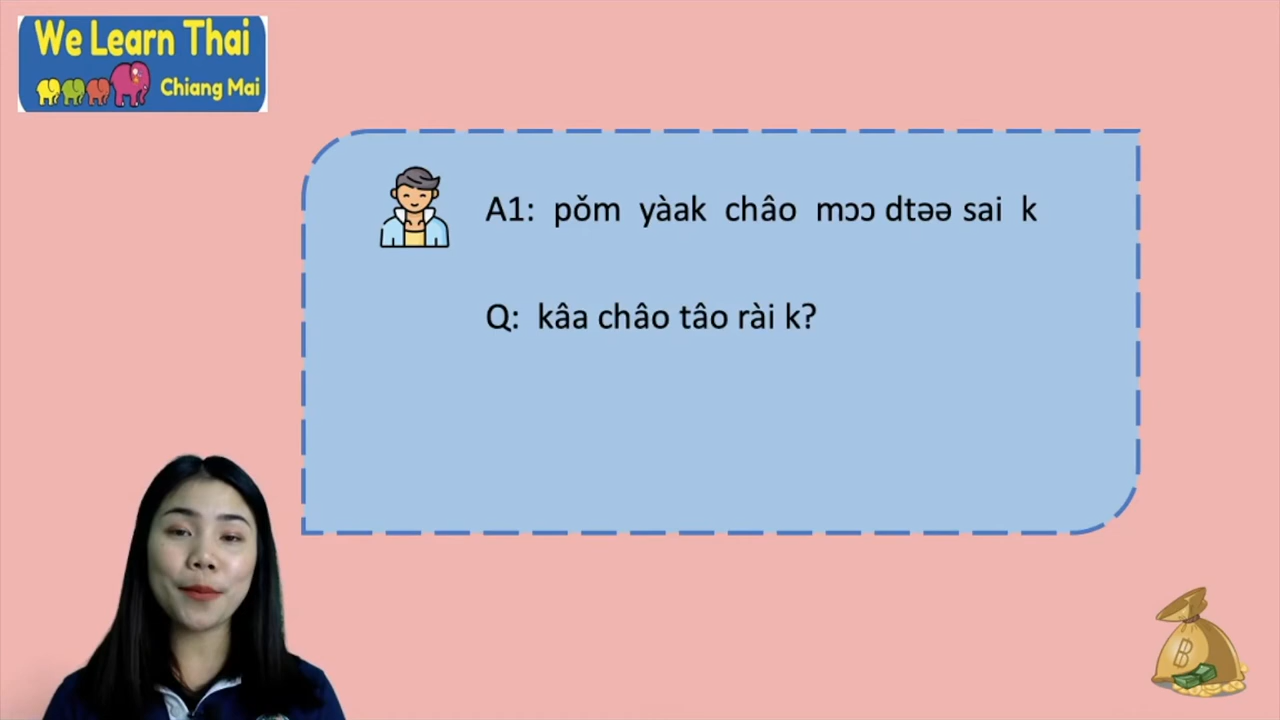 We Learn Thai
Chiang Mai
A1: pǒm yàak châo mɔɔ dtəə sai k
Q: kâa châo tâo rài k?
B